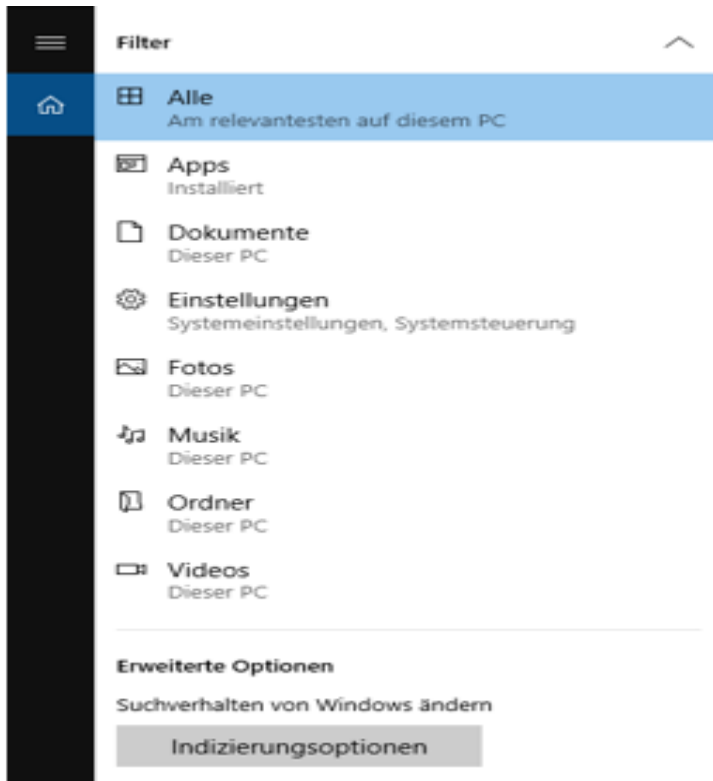 Filter
Alle
Am relevantesten auf diesem PC
Apps
Installiert
Dokumente
Dieser PC
Einstellungen
Systemeinstellungen, Systemsteuerung
Fotos
Dieser PC
Musik
Dieser PC
Ordner
Dieser PC
Videos
Dieser PC
Erweiterte Optionen
Suchverhalten von Windows ändern
Indizierungsoptionen